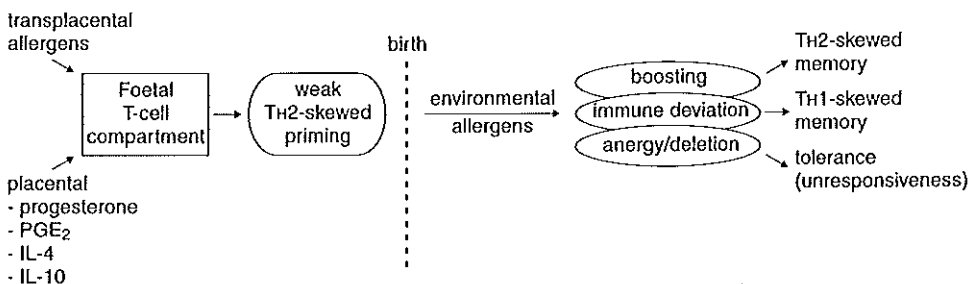 transplacental
allergens
Foetal
T-cell
compartment
placental
- progesterone
- PGE₂
- IL-4
- IL-10
weak
TH2-skewed
priming
birth
environmental
allergens
boosting
immune deviation
anergy/deletion
TH2-skewed
memory
TH1-skewed
memory
tolerance
(unresponsiveness)